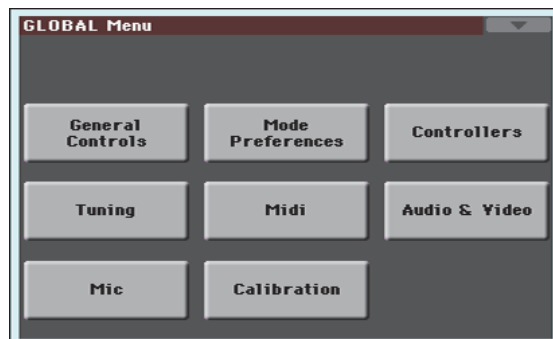 GLOBAL Menu
General
Controls
Mode
Preferences
Controllers
Tuning
Midi
Audio & Video
Mic
Calibration